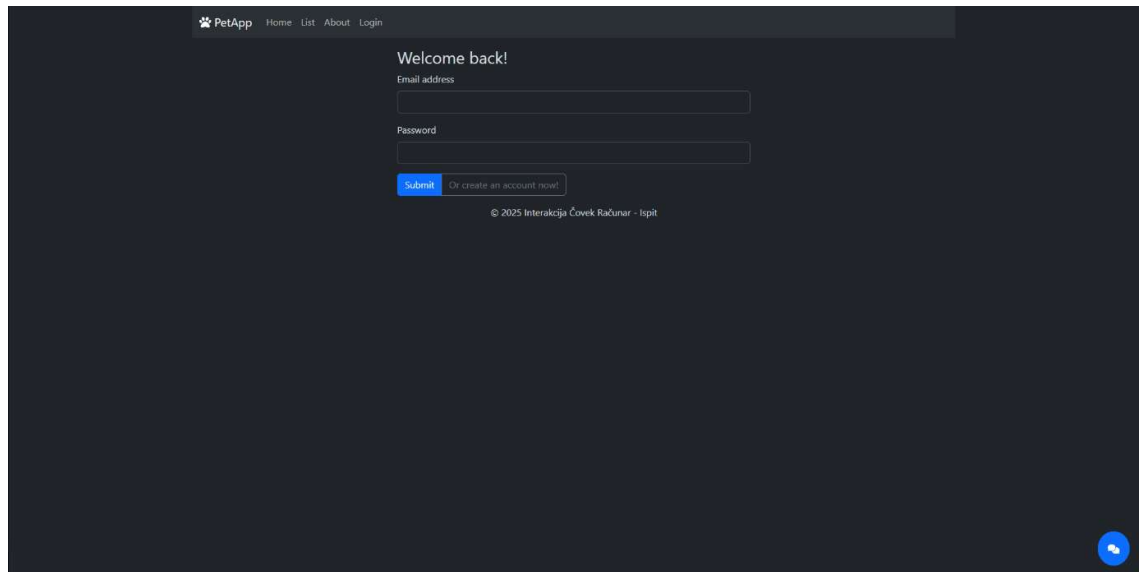 PetApp Home List About Login
Welcome back!
Email address
Password
Submit Or create an account now!
© 2025 Interakcija Čovek Računar - Ispit